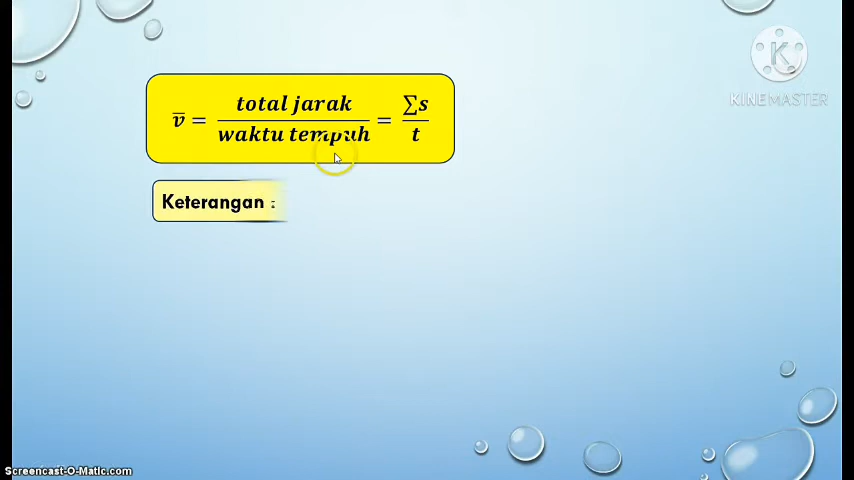 v̅ = total jarak / waktu tempuh = ∑s / t
Keterangan :
K
KINEMASTER
Screencast-O-Matic.com